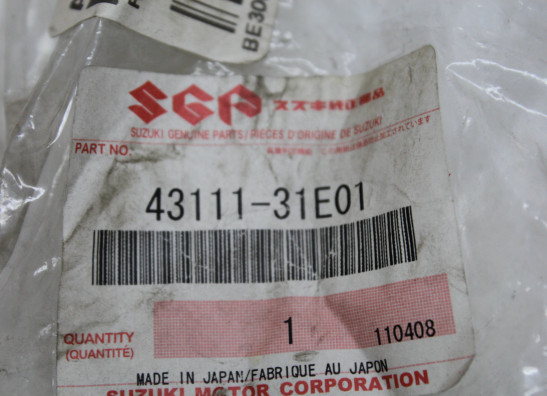 BE30
SGP スズキ純正部品
SUZUKI GENUINE PARTS/PIÈCES D'ORIGINE DE SUZUKI
PART NO.
43111-31E01
QUANTITY
(QUANTITÉ)
1
110408
MADE IN JAPAN/FABRIQUE AU JAPON
SUZUKI MOTOR CORPORATION